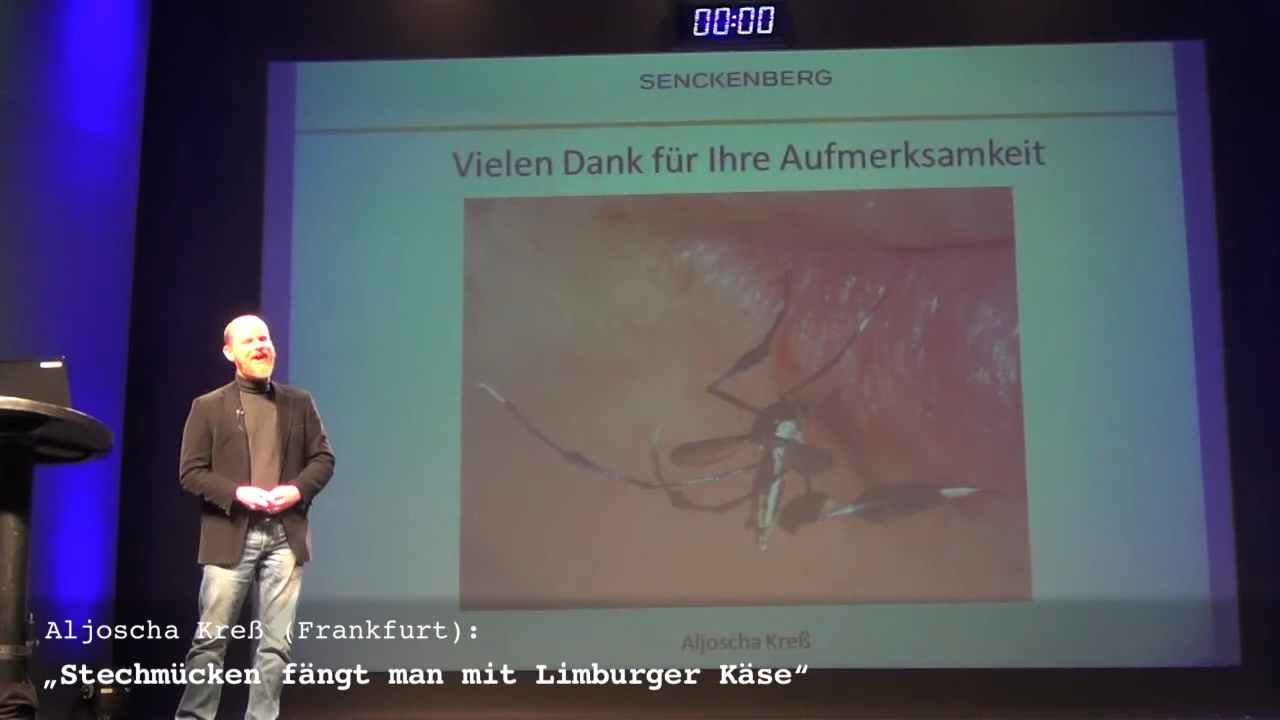 00:00
SENCKENBERG
Vielen Dank für Ihre Aufmerksamkeit
Aljoscha Kreß
Aljoscha Kreß (Frankfurt):
„Stechmücken fängt man mit Limburger Käse“